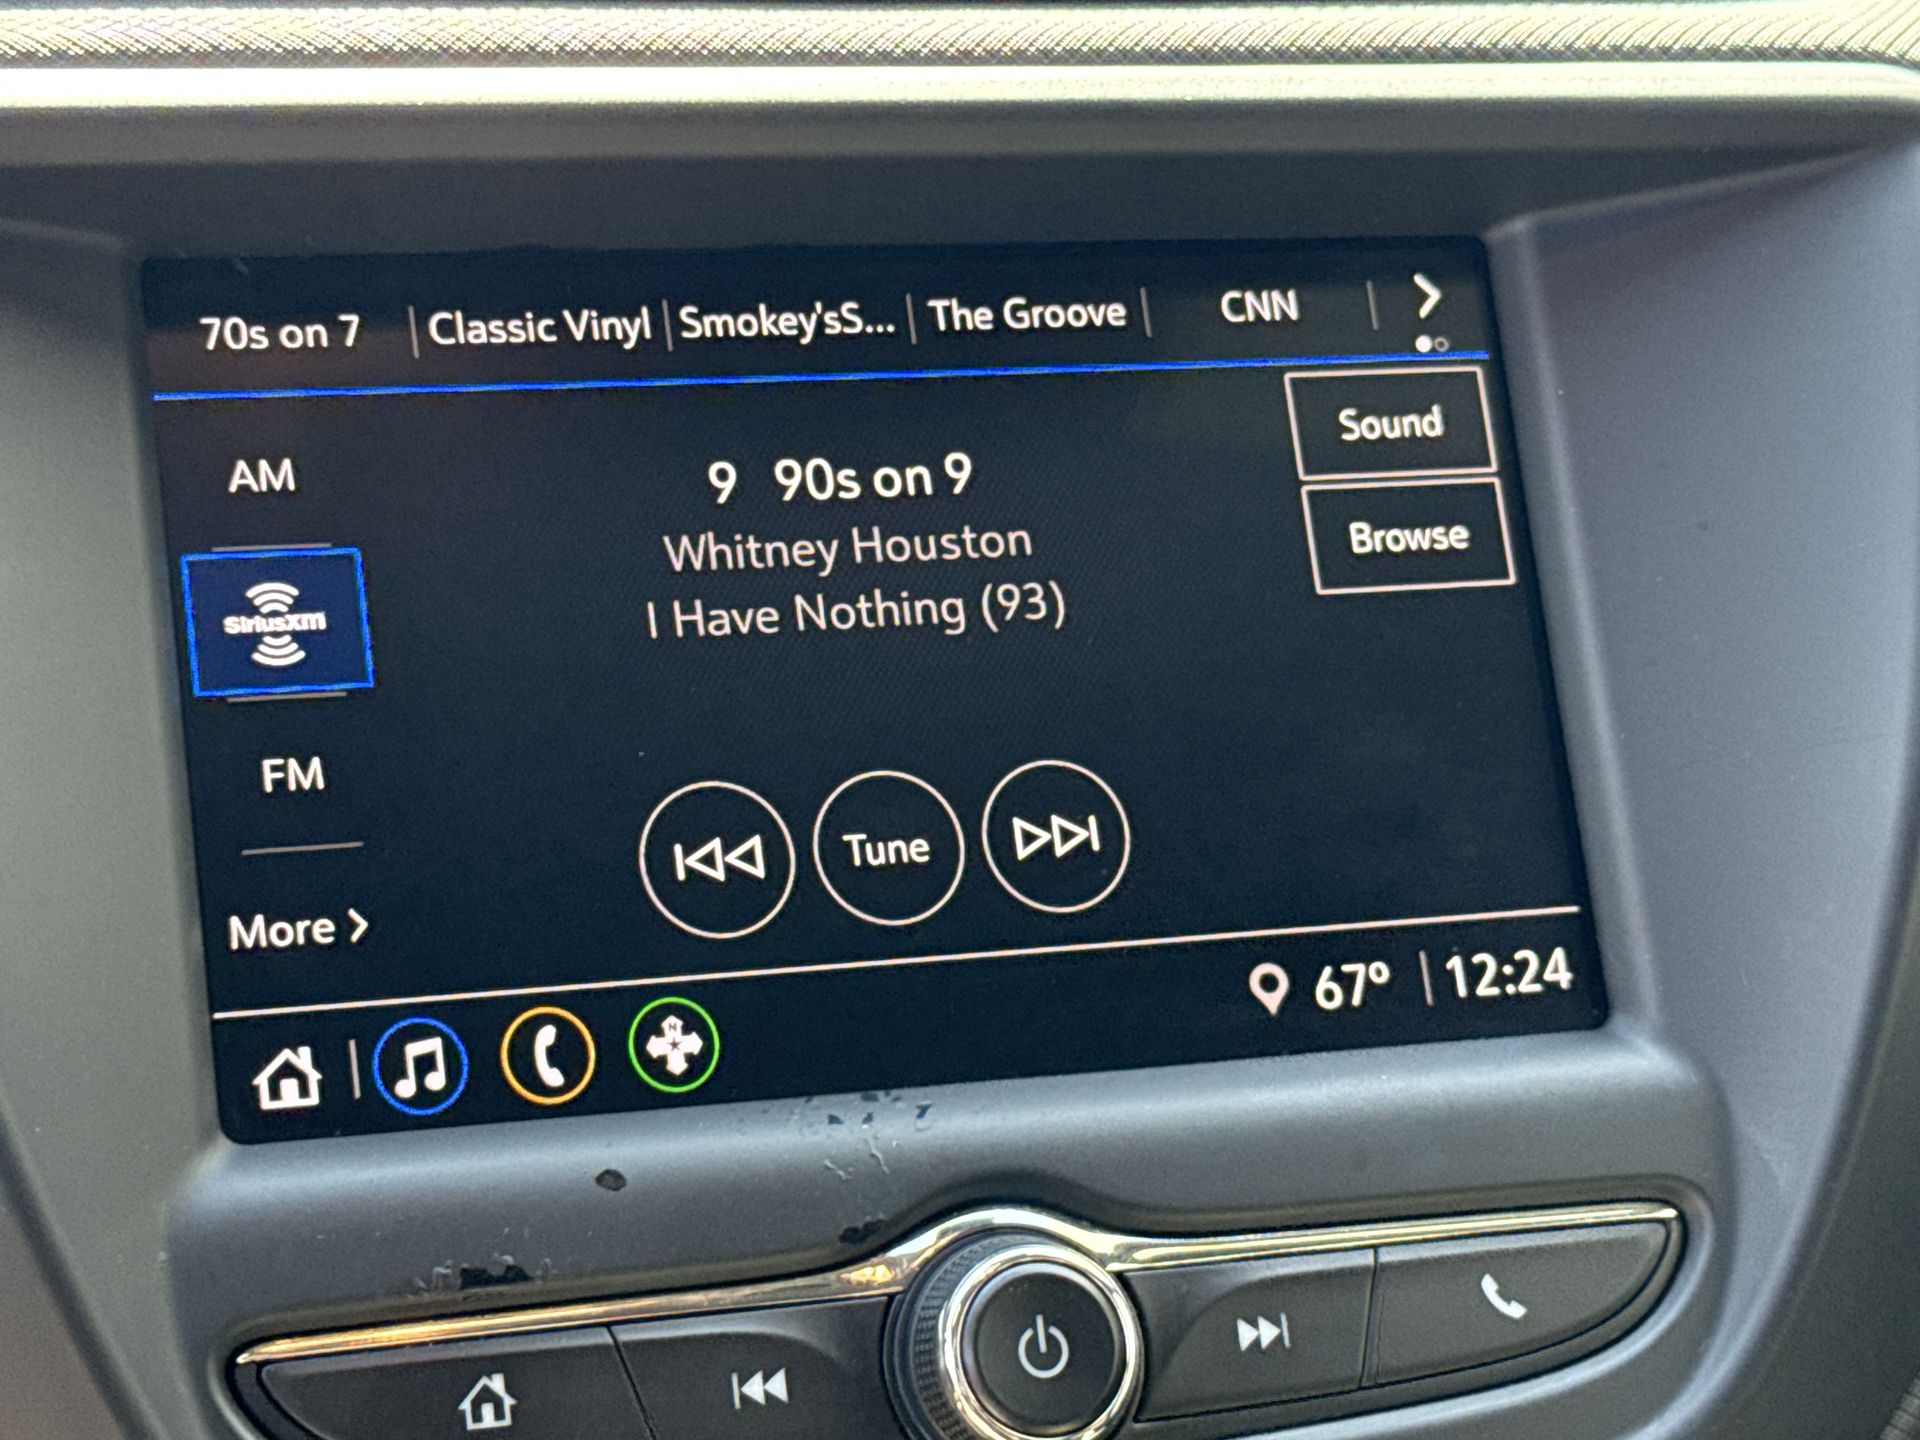 70s on 7 | Classic Vinyl | Smokey'sS... | The Groove | CNN
Sound
AM
9 90s on 9
Browse
Whitney Houston
SiriusXm
I Have Nothing (93)
FM
Tune
More >
67° | 12:24
N